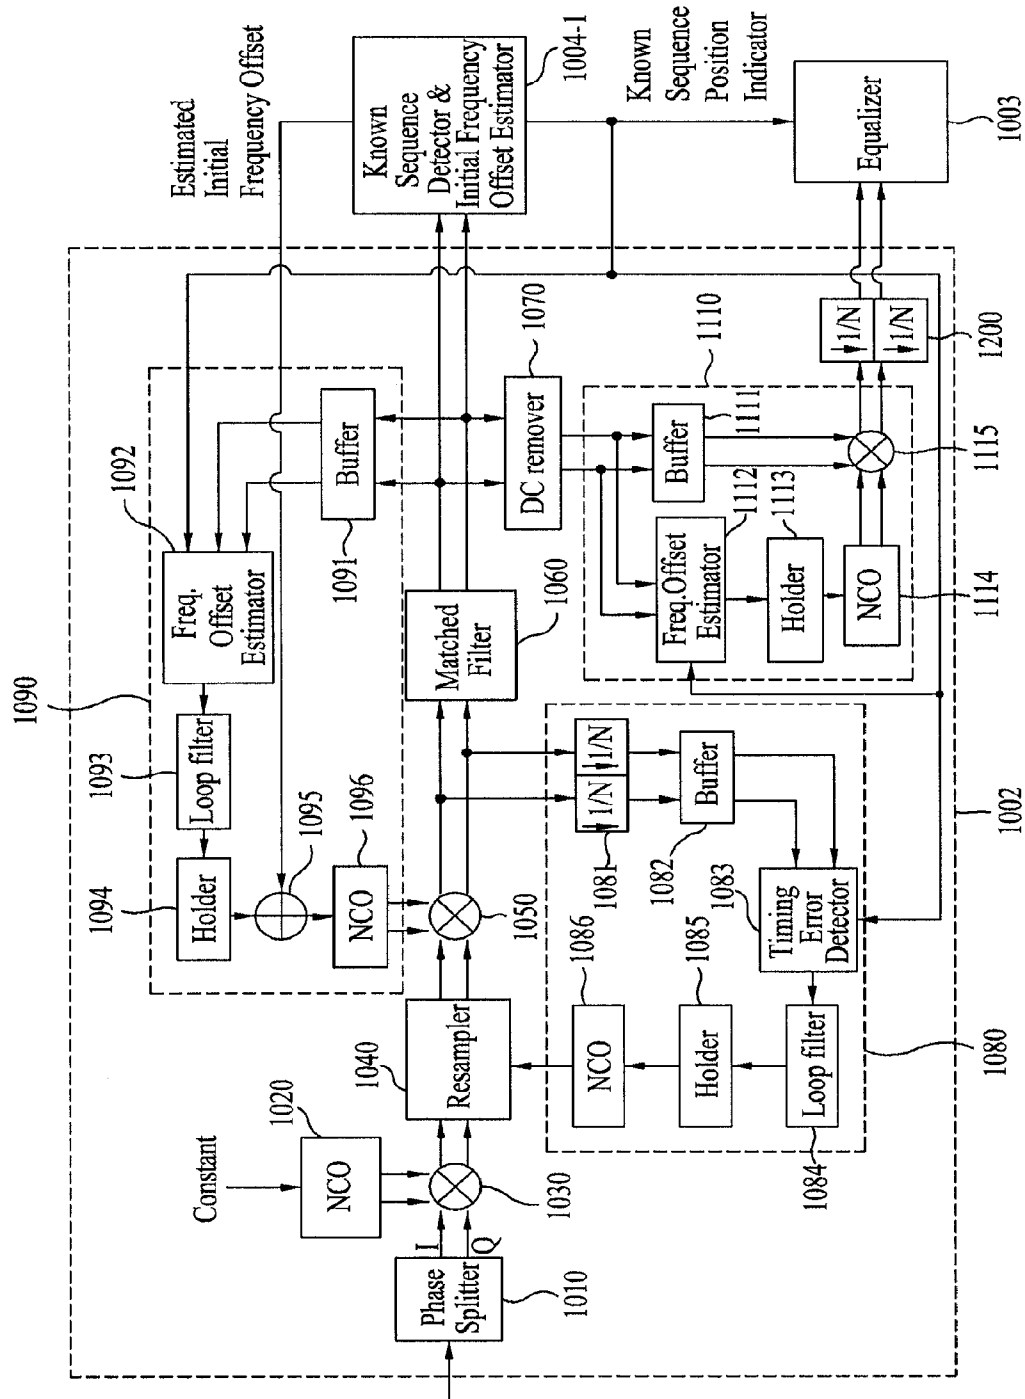 Estimated
Initial
Frequency Offset
Known
Sequence
Detector &
Initial Frequency
Offset Estimator
1004-1
Known
Sequence
Position
Indicator
Equalizer
1003
1090
1092
Freq.
Offset
Estimator
1093
Loop filter
1094
Holder
1095
1096
NCO
Buffer
1091
Constant
1020
NCO
Phase
Splitter
1010
I
Q
1030
1040
Resampler
1050
Matched
Filter
1060
DC remover
1070
1080
1/N
1/N
1081
Buffer
1082
1083
Timing
Error
Detector
Loop filter
1084
1085
Holder
1086
NCO
1110
Buffer
1111
Freq.Offset
Estimator
1112
1113
Holder
NCO
1114
1115
1/N
1/N
1200
1002